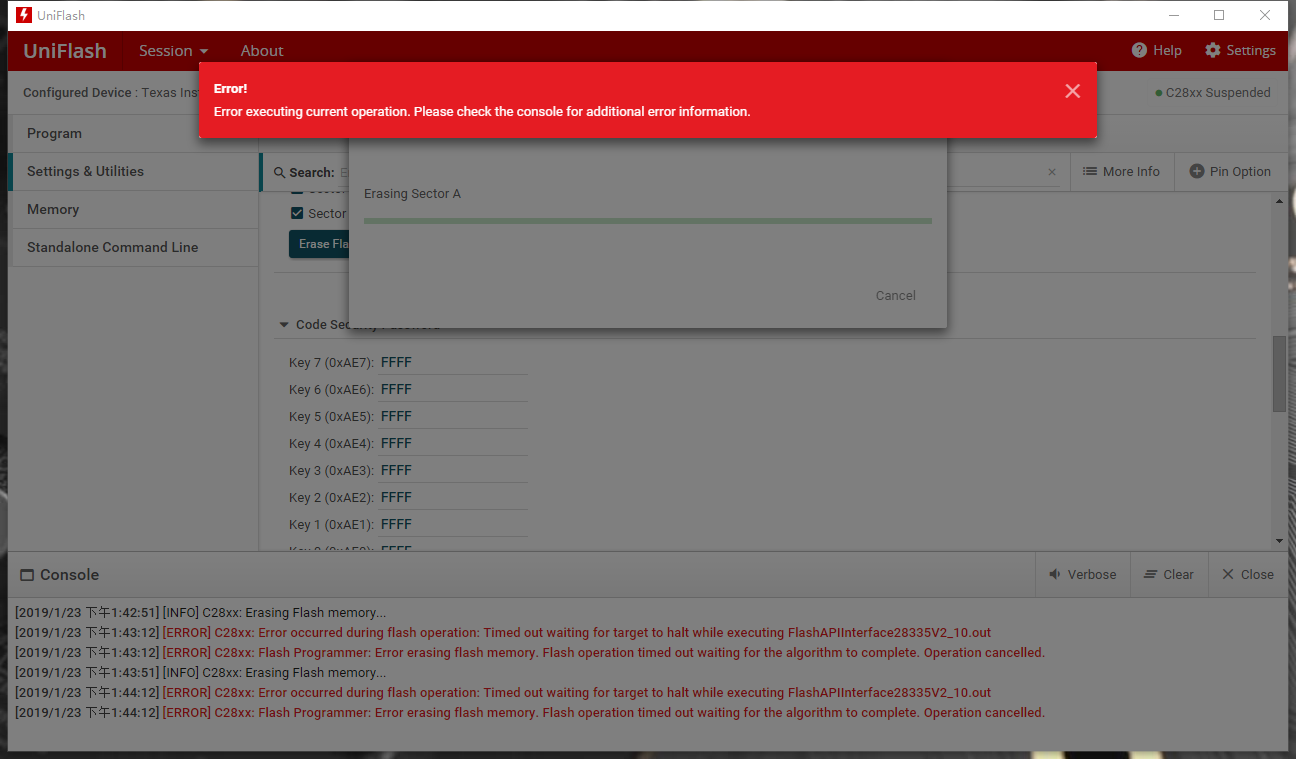 UniFlash
UniFlash Session About Help Settings
Error!
Error executing current operation. Please check the console for additional error information.
Configured Device : Texas Ins
C28xx Suspended
Program
Settings & Utilities
Memory
Standalone Command Line
Search:
More Info
Pin Option
Erasing Sector A
Sector
Erase Fla
Cancel
Code Security Password
Key 7 (0xAE7): FFFF
Key 6 (0xAE6): FFFF
Key 5 (0xAE5): FFFF
Key 4 (0xAE4): FFFF
Key 3 (0xAE3): FFFF
Key 2 (0xAE2): FFFF
Key 1 (0xAE1): FFFF
Console
Verbose Clear Close
[2019/1/23 下午1:42:51] [INFO] C28xx: Erasing Flash memory...
[2019/1/23 下午1:43:12] [ERROR] C28xx: Error occurred during flash operation: Timed out waiting for target to halt while executing FlashAPIInterface28335V2_10.out
[2019/1/23 下午1:43:12] [ERROR] C28xx: Flash Programmer: Error erasing flash memory. Flash operation timed out waiting for the algorithm to complete. Operation cancelled.
[2019/1/23 下午1:43:51] [INFO] C28xx: Erasing Flash memory...
[2019/1/23 下午1:44:12] [ERROR] C28xx: Error occurred during flash operation: Timed out waiting for target to halt while executing FlashAPIInterface28335V2_10.out
[2019/1/23 下午1:44:12] [ERROR] C28xx: Flash Programmer: Error erasing flash memory. Flash operation timed out waiting for the algorithm to complete. Operation cancelled.